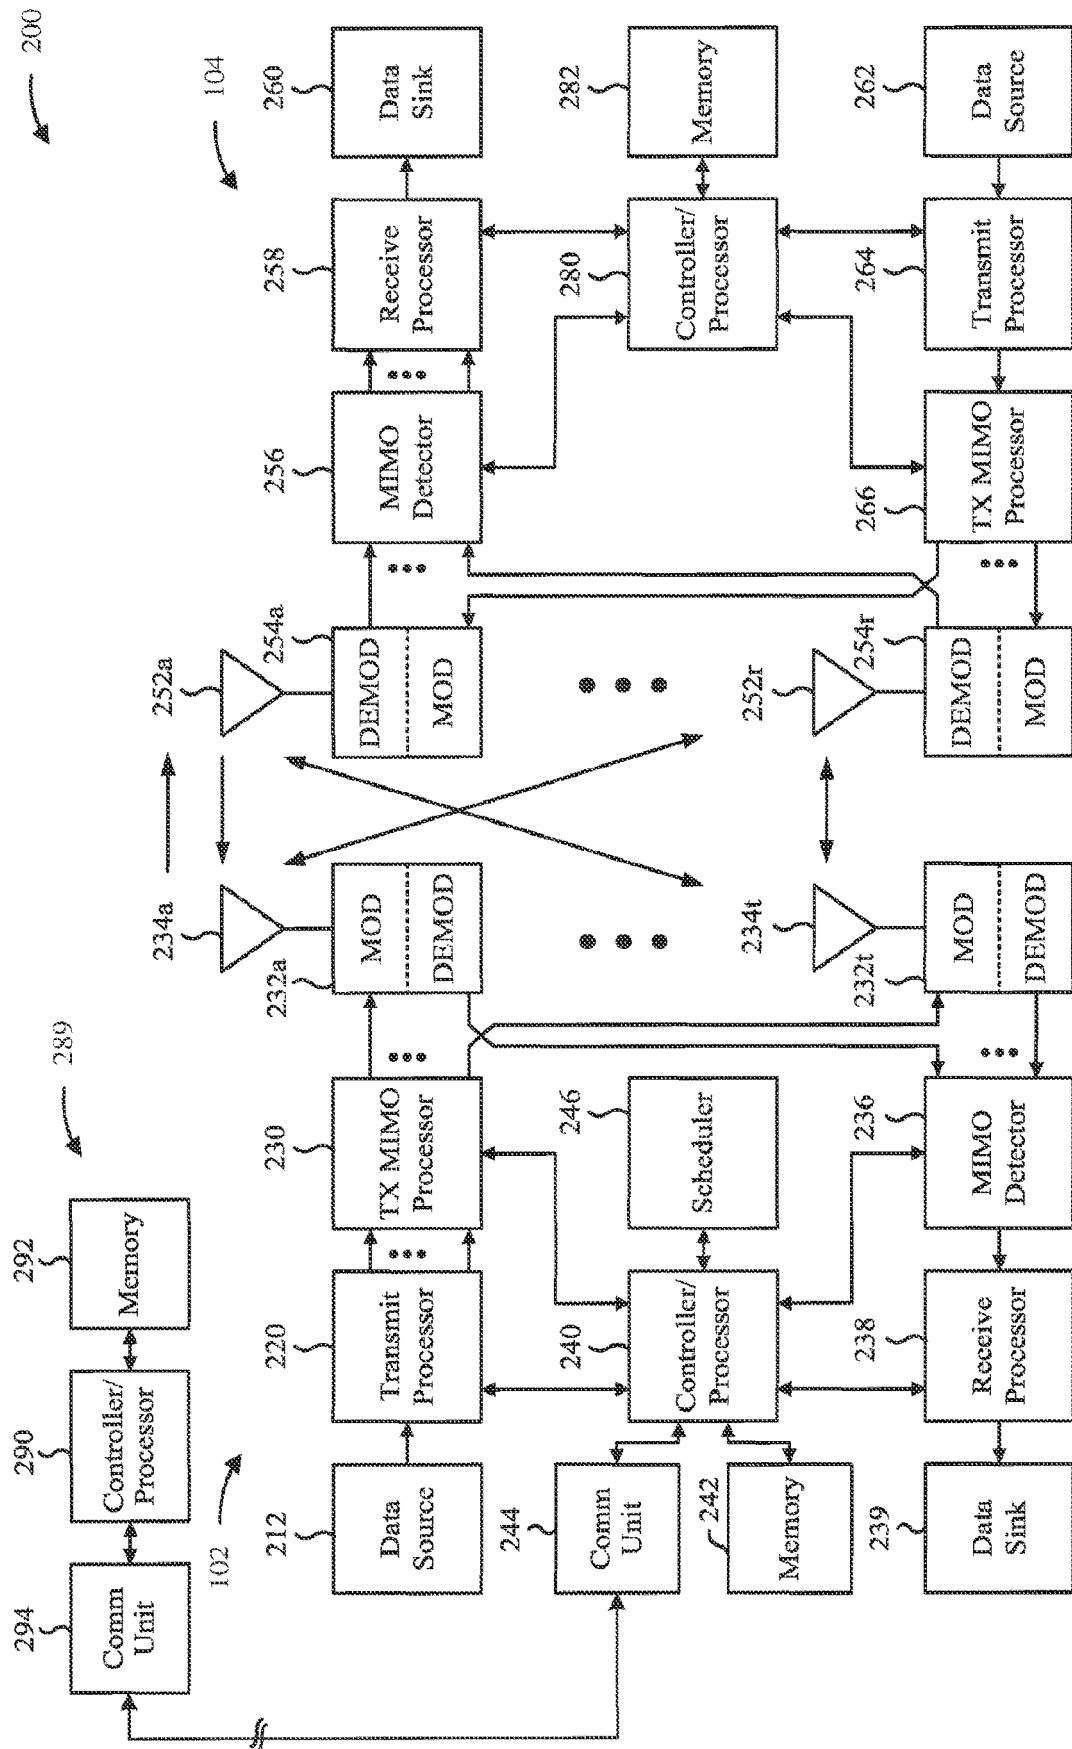 200
289
294
Comm
Unit
290
Controller/
Processor
292
Memory
102
104
234a
252a
212
Data
Source
220
Transmit
Processor
230
TX MIMO
Processor
232a
MOD
DEMOD
254a
DEMOD
MOD
256
MIMO
Detector
258
Receive
Processor
260
Data
Sink
244
Comm
Unit
242
Memory
240
Controller/
Processor
246
Scheduler
280
Controller/
Processor
282
Memory
234t
252r
239
Data
Sink
238
Receive
Processor
236
MIMO
Detector
232t
MOD
DEMOD
254r
DEMOD
MOD
266
TX MIMO
Processor
264
Transmit
Processor
262
Data
Source